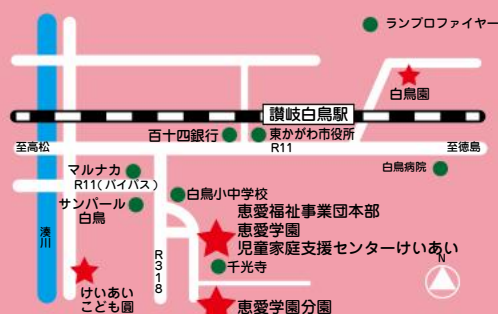 ランプロファイヤー
白鳥園
讃岐白鳥駅
百十四銀行
東かがわ市役所
至高松
R11
至徳島
マルナカ
白鳥病院
R11(バイパス)
白鳥小中学校
サンパール
白鳥
恵愛福祉事業団本部
恵愛学園
児童家庭支援センターけいあい
湊川
R318
千光寺
N
けいあい
こども園
恵愛学園分園